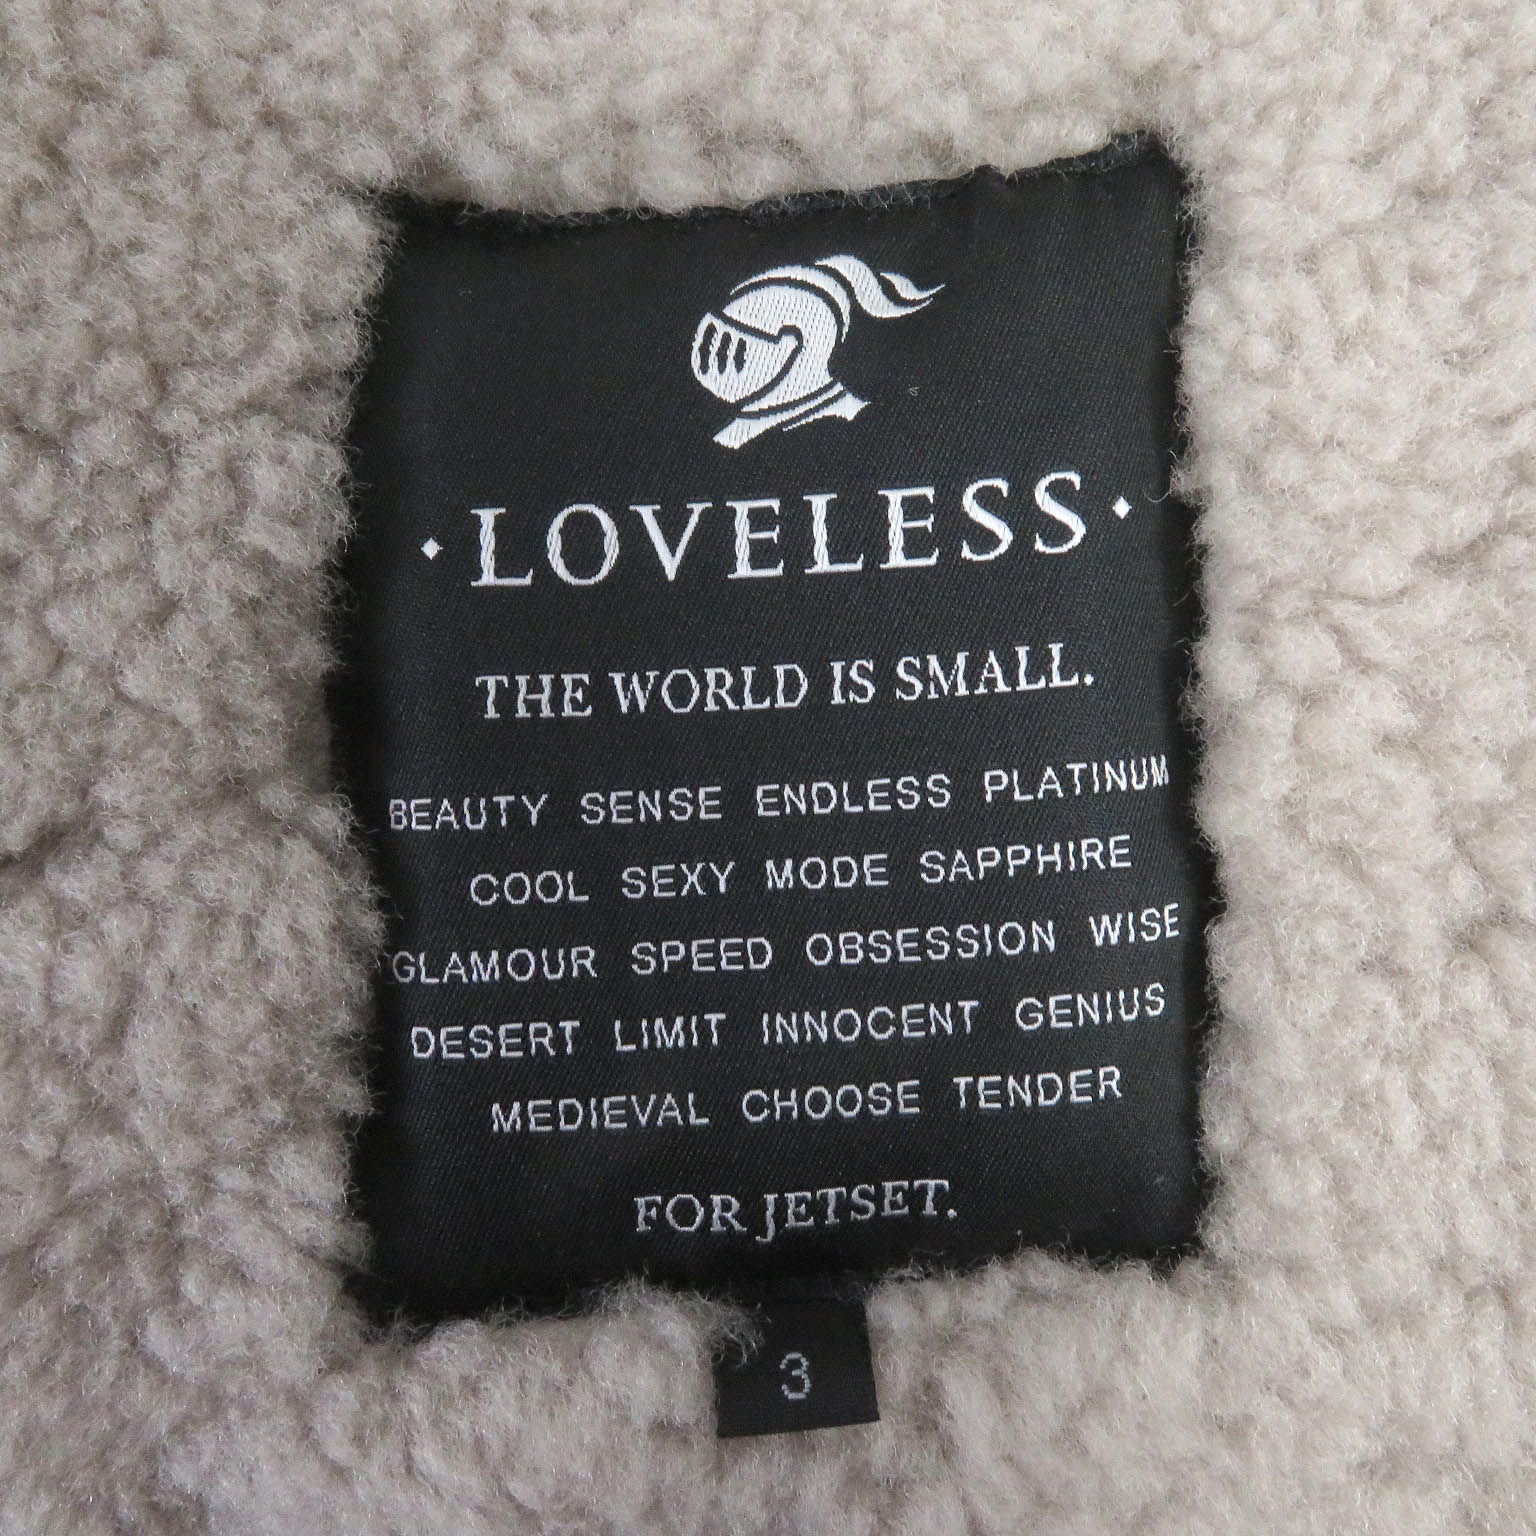 ·LOVELESS·
THE WORLD IS SMALL.
BEAUTY SENSE ENDLESS PLATINUM
COOL SEXY MODE SAPPHIRE
GLAMOUR SPEED OBSESSION WISE
DESERT LIMIT INNOCENT GENIUS
MEDIEVAL CHOOSE TENDER
FOR JETSET.
3